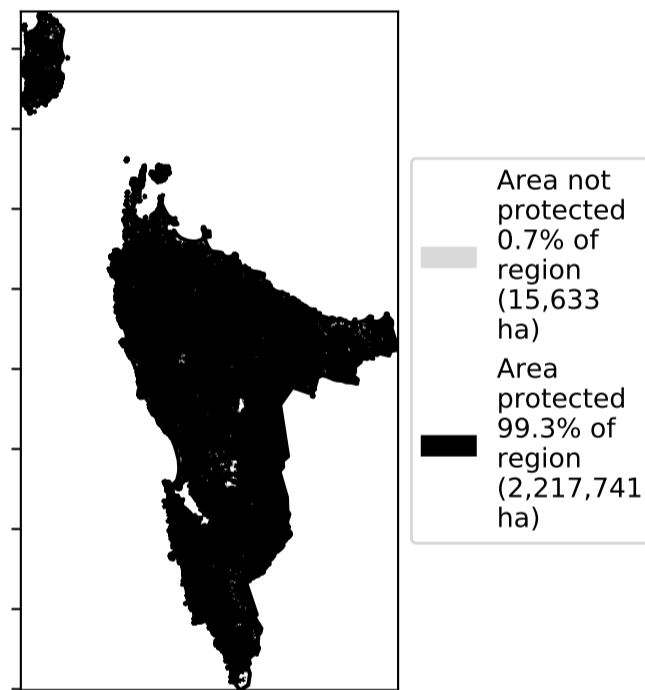 Area not
protected
0.7% of
region
(15,633
ha)
Area
protected
99.3% of
region
(2,217,741
ha)